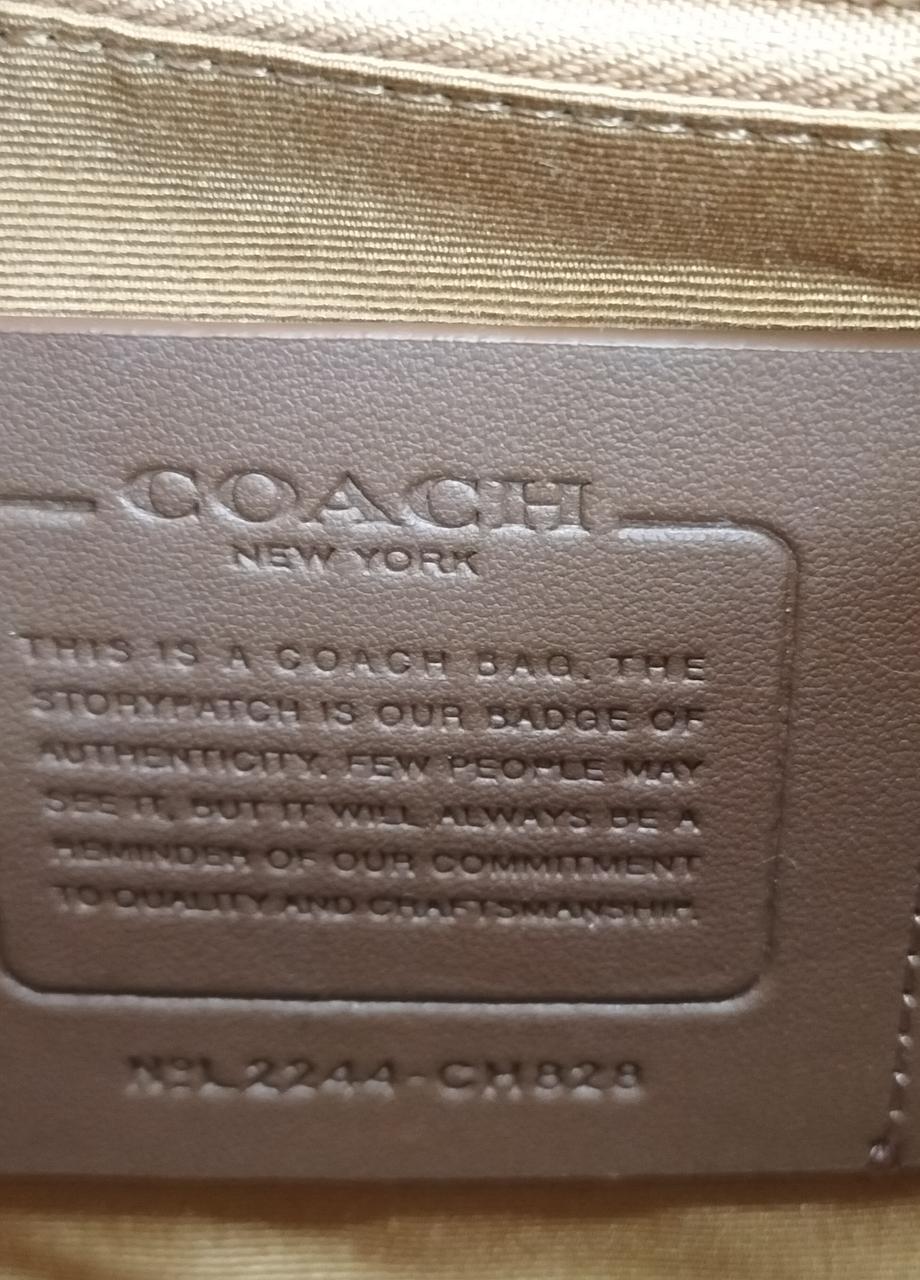 COACH
NEW YORK
THIS IS A COACH BAG. THE
STORYPATCH IS OUR BADGE OF
AUTHENTICITY. FEW PEOPLE MAY
SEE IT, BUT IT WILL ALWAYS BE A
REMINDER OF OUR COMMITMENT
TO QUALITY AND CRAFTSMANSHIP.
Nº L2244-CH828